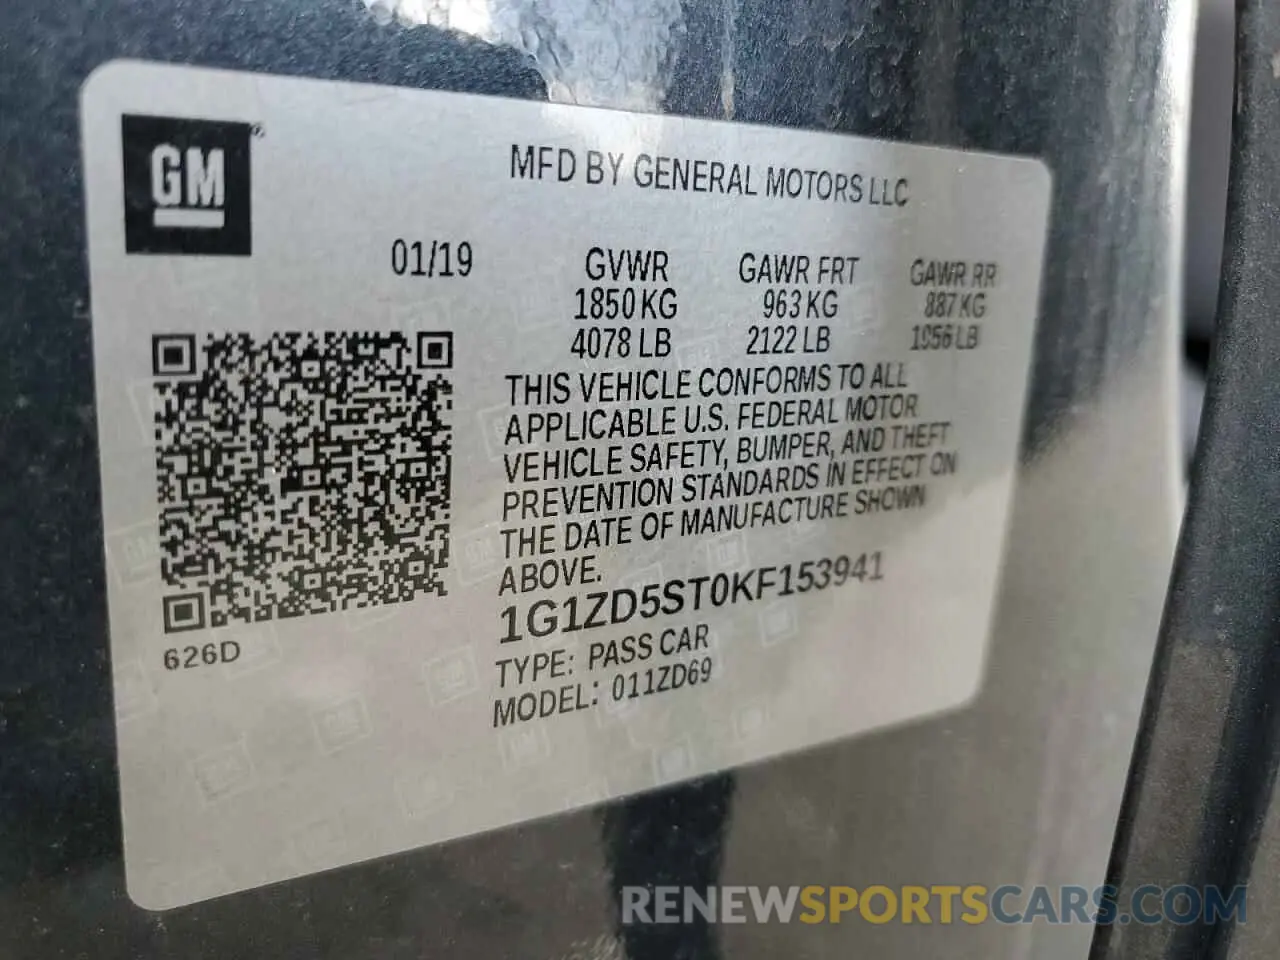 GM
MFD BY GENERAL MOTORS LLC
01/19 GVWR GAWR FRT GAWR RR
1850 KG 963 KG 887 KG
4078 LB 2122 LB 1956 LB
THIS VEHICLE CONFORMS TO ALL
APPLICABLE U.S. FEDERAL MOTOR
VEHICLE SAFETY, BUMPER, AND THEFT
PREVENTION STANDARDS IN EFFECT ON
THE DATE OF MANUFACTURE SHOWN
ABOVE.
1G1ZD5ST0KF153941
TYPE: PASS CAR
MODEL: 011ZD69
626D
RENEWSPORTSCARS.COM